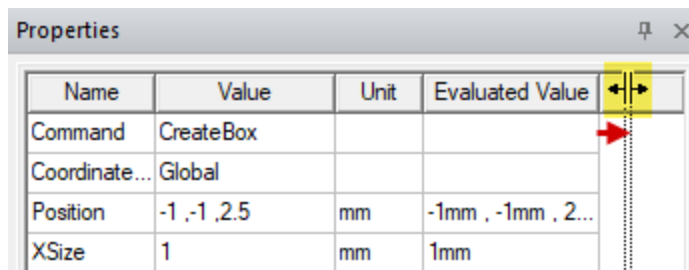 Properties
Name Value Unit Evaluated Value
Command CreateBox
Coordinate... Global
Position -1 ,-1 ,2.5 mm -1mm , -1mm , 2...
XSize 1 mm 1mm